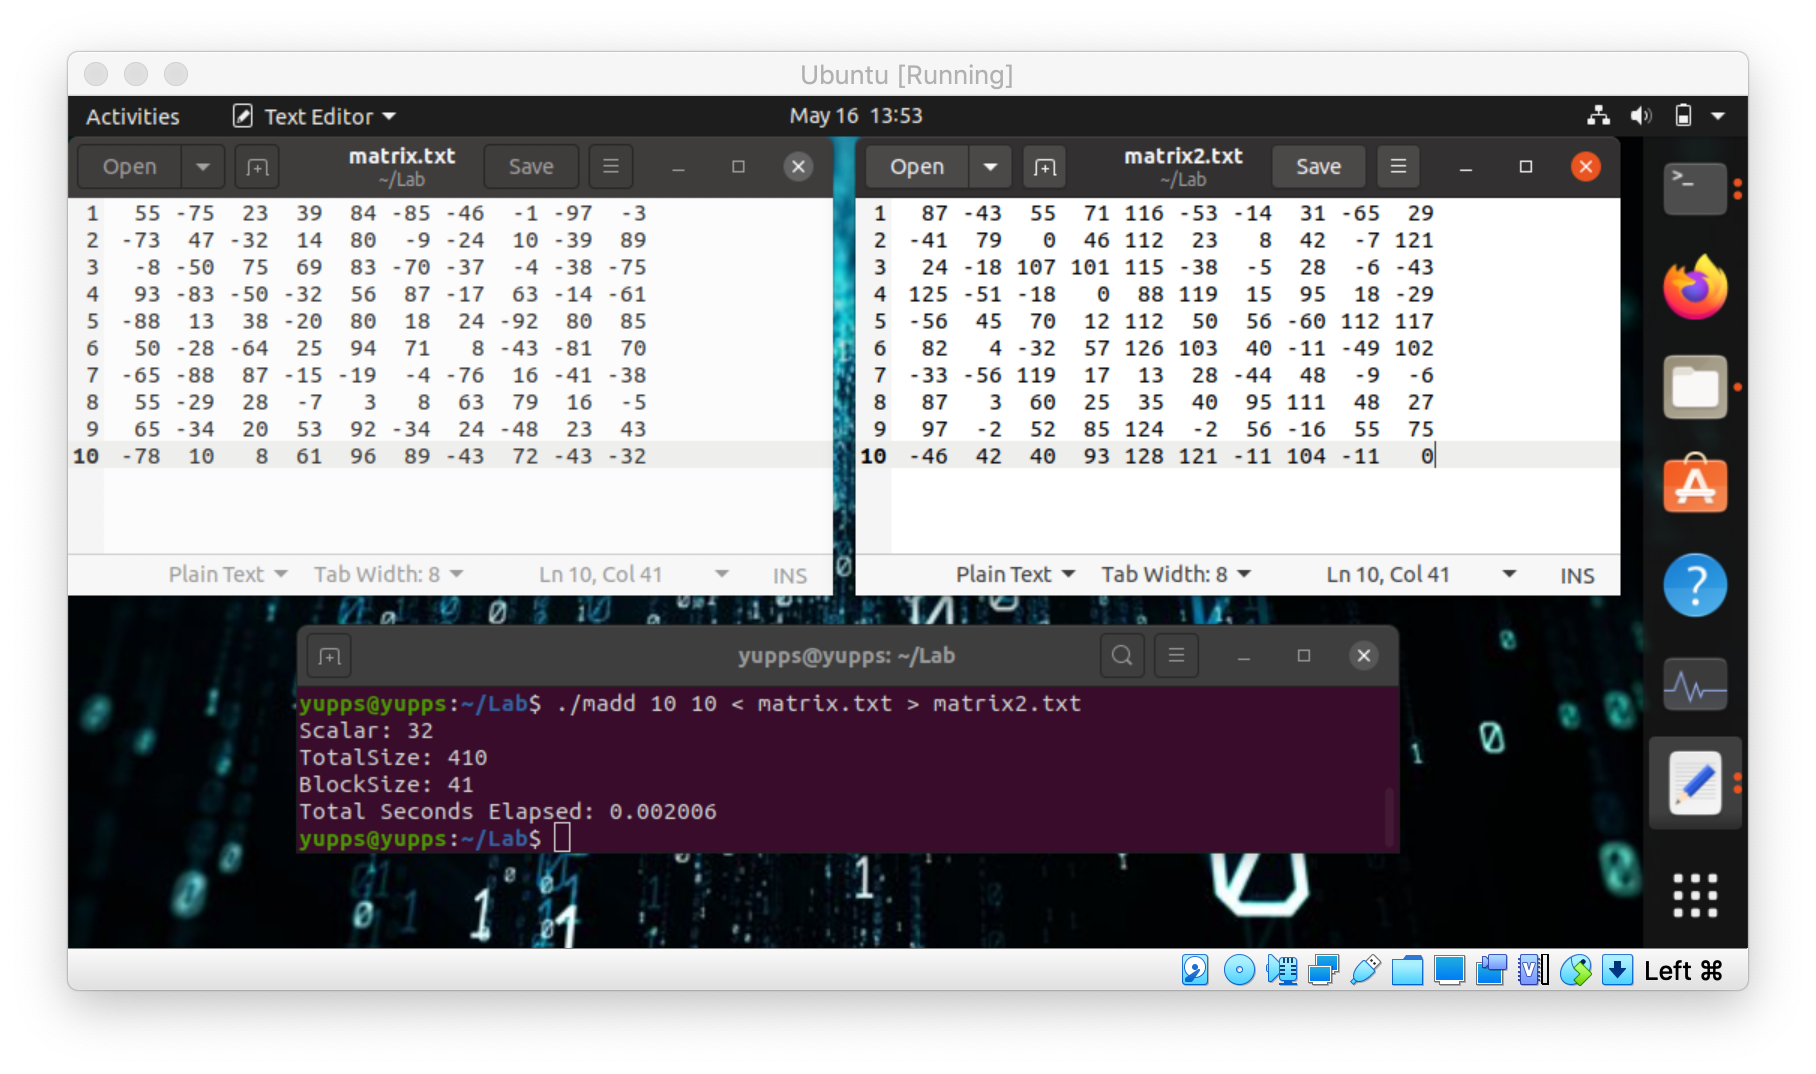 Ubuntu [Running]
Activities Text Editor May 16 13:53
Open matrix.txt ~/Lab Save
1 55 -75 23 39 84 -85 -46 -1 -97 -3
2 -73 47 -32 14 80 -9 -24 10 -39 89
3 -8 -50 75 69 83 -70 -37 -4 -38 -75
4 93 -83 -50 -32 56 87 -17 63 -14 -61
5 -88 13 38 -20 80 18 24 -92 80 85
6 50 -28 -64 25 94 71 8 -43 -81 70
7 -65 -88 87 -15 -19 -4 -76 16 -41 -38
8 55 -29 28 -7 3 8 63 79 16 -5
9 65 -34 20 53 92 -34 24 -48 23 43
10 -78 10 8 61 96 89 -43 72 -43 -32
Plain Text Tab Width: 8 Ln 10, Col 41 INS
Open matrix2.txt ~/Lab Save
1 87 -43 55 71 116 -53 -14 31 -65 29
2 -41 79 0 46 112 23 8 42 -7 121
3 24 -18 107 101 115 -38 -5 28 -6 -43
4 125 -51 -18 0 88 119 15 95 18 -29
5 -56 45 70 12 112 50 56 -60 112 117
6 82 4 -32 57 126 103 40 -11 -49 102
7 -33 -56 119 17 13 28 -44 48 -9 -6
8 87 3 60 25 35 40 95 111 48 27
9 97 -2 52 85 124 -2 56 -16 55 75
10 -46 42 40 93 128 121 -11 104 -11 0
Plain Text Tab Width: 8 Ln 10, Col 41 INS
yupps@yupps: ~/Lab
yupps@yupps:~/Lab$ ./madd 10 10 < matrix.txt > matrix2.txt
Scalar: 32
TotalSize: 410
BlockSize: 41
Total Seconds Elapsed: 0.002006
yupps@yupps:~/Lab$
Left ⌘